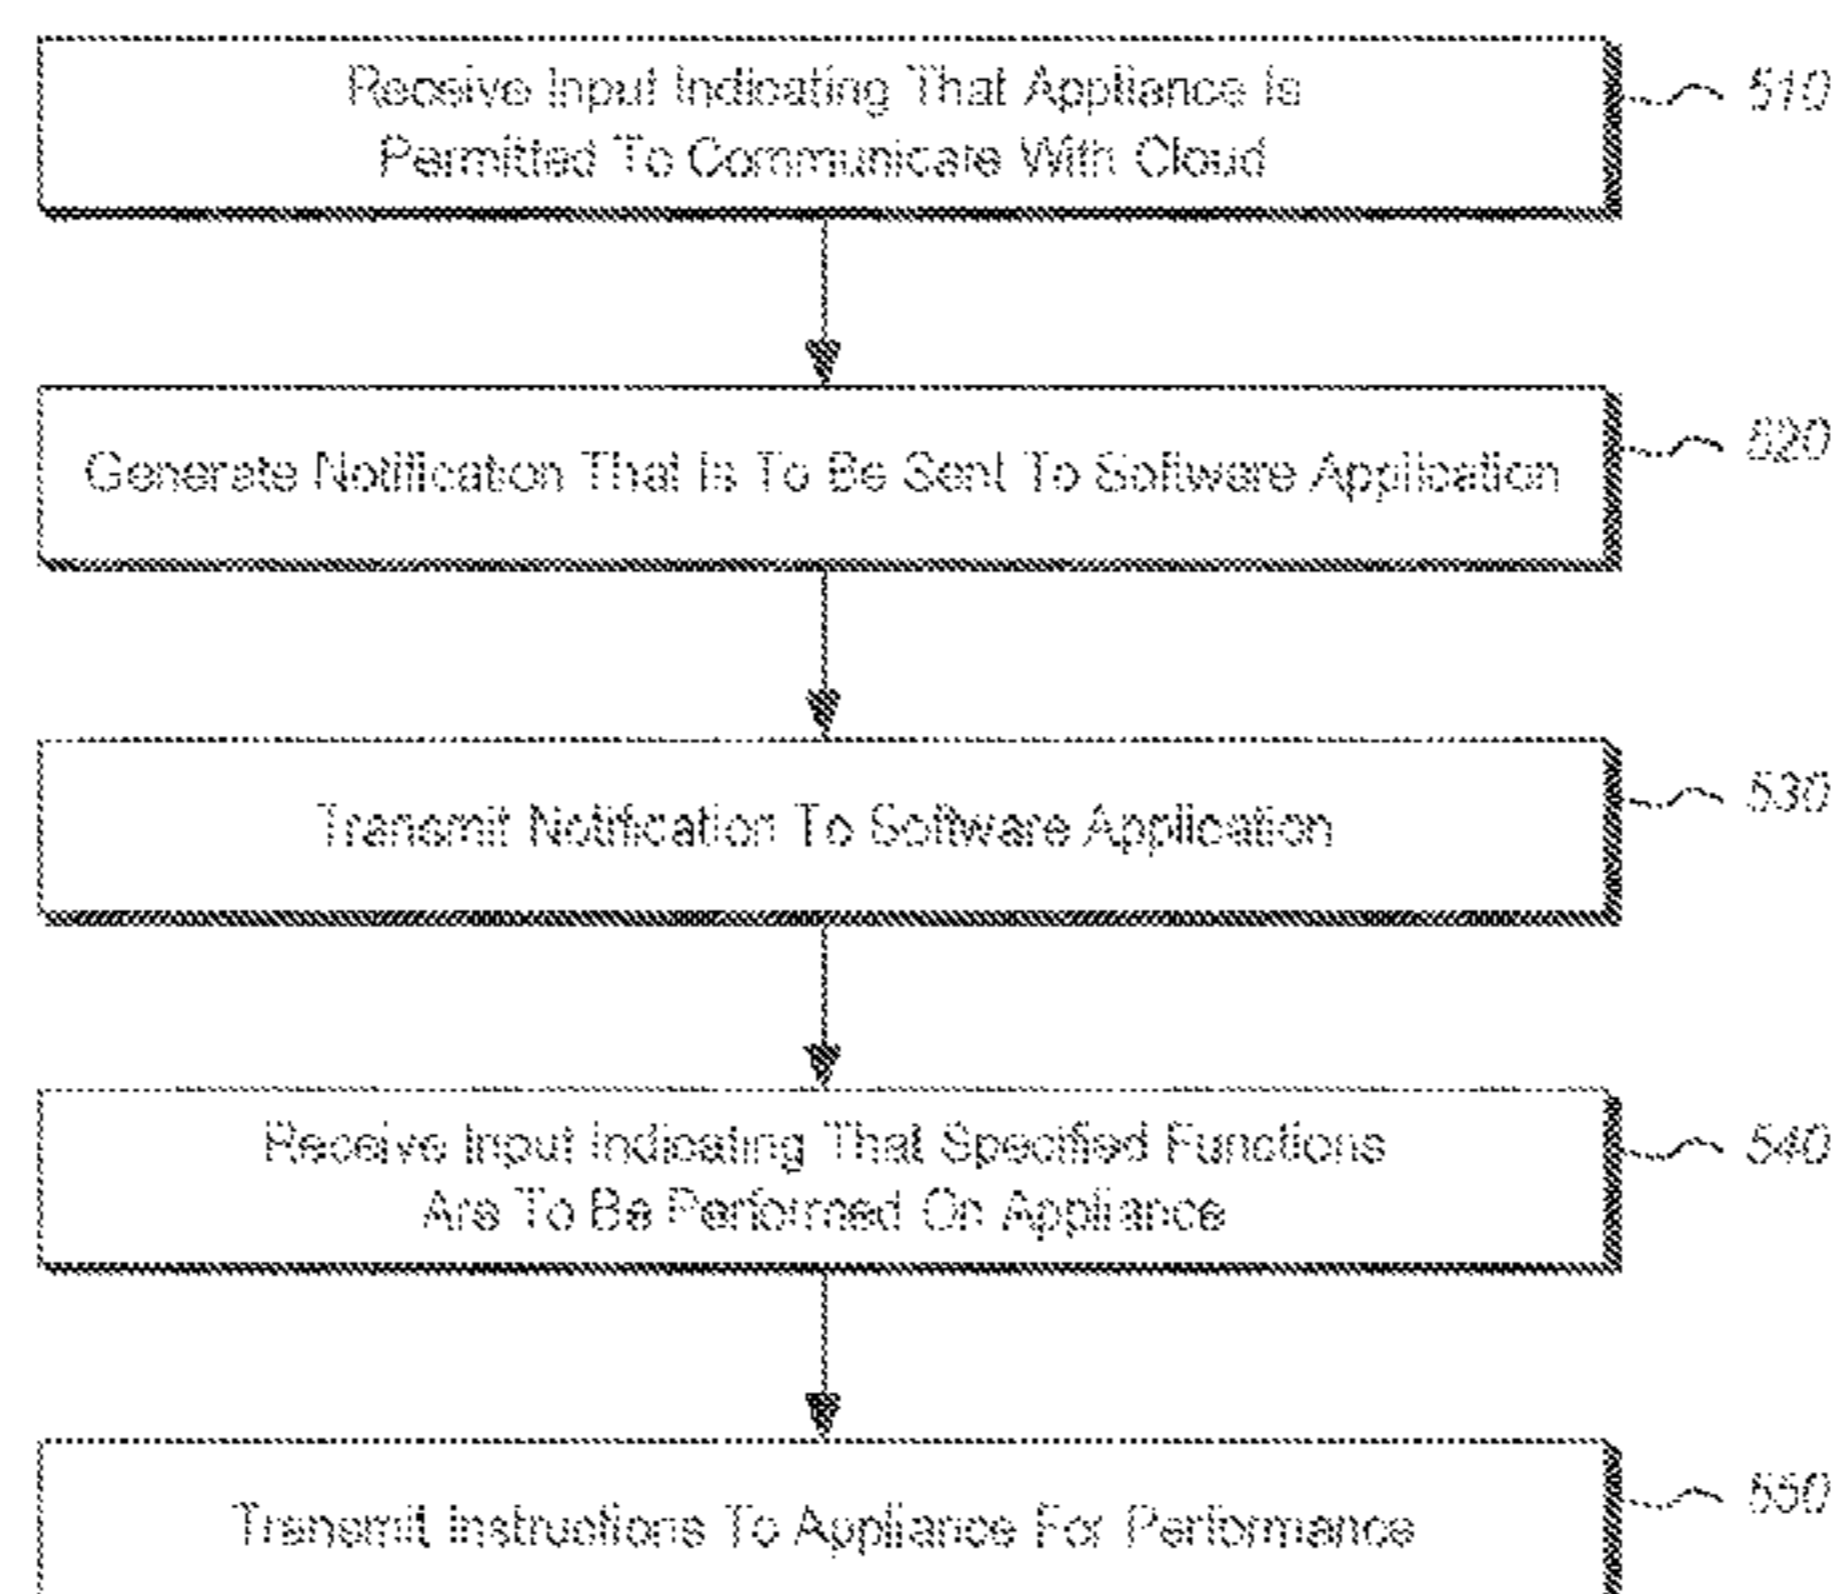 Receive Input Indicating That Appliance Is
Permitted To Communicate With Cloud
510
Generate Notification That Is To Be Sent To Software Application
520
Transmit Notification To Software Application
530
Receive Input Indicating That Specified Functions
Are To Be Performed On Appliance
540
Transmit Instructions To Appliance For Performance
550